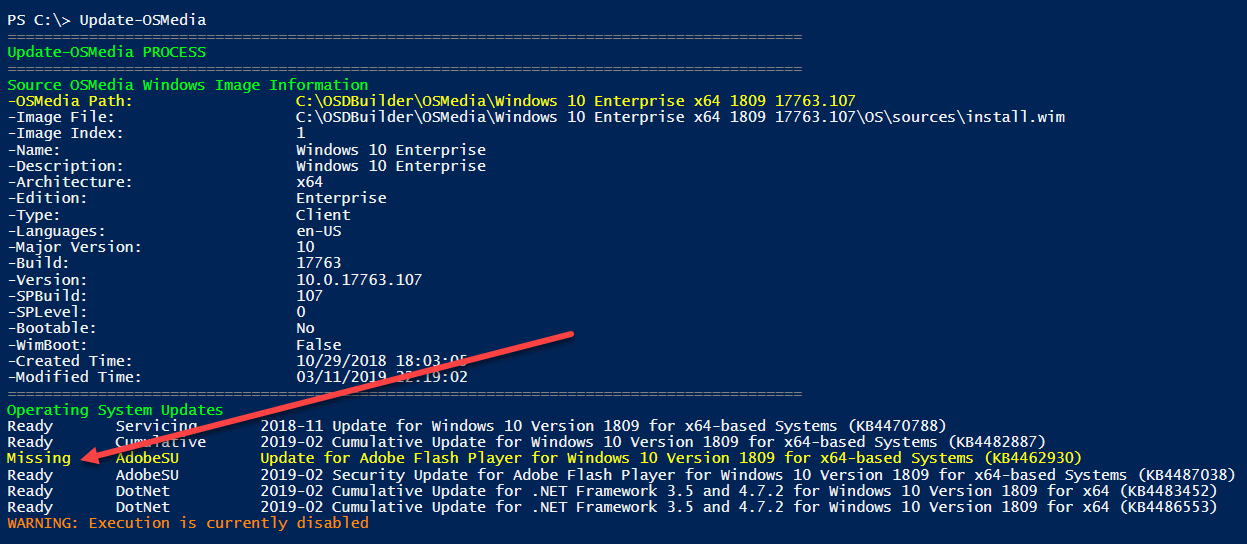 PS C:\> Update-OSMedia
========================================================================================
Update-OSMedia PROCESS
========================================================================================
Source OSMedia Windows Image Information
-OSMedia Path: C:\OSDBuilder\OSMedia\Windows 10 Enterprise x64 1809 17763.107
-Image File: C:\OSDBuilder\OSMedia\Windows 10 Enterprise x64 1809 17763.107\OS\sources\install.wim
-Image Index: 1
-Name: Windows 10 Enterprise
-Description: Windows 10 Enterprise
-Architecture: x64
-Edition: Enterprise
-Type: Client
-Languages: en-US
-Major Version: 10
-Build: 17763
-Version: 10.0.17763.107
-SPBuild: 107
-SPLevel: 0
-Bootable: No
-WimBoot: False
-Created Time: 10/29/2018 18:03:05
-Modified Time: 03/11/2019 22:19:02
========================================================================================
Operating System Updates
Ready Servicing 2018-11 Update for Windows 10 Version 1809 for x64-based Systems (KB4470788)
Ready Cumulative 2019-02 Cumulative Update for Windows 10 Version 1809 for x64-based Systems (KB4482887)
Missing AdobeSU Update for Adobe Flash Player for Windows 10 Version 1809 for x64-based Systems (KB4462930)
Ready AdobeSU 2019-02 Security Update for Adobe Flash Player for Windows 10 Version 1809 for x64-based Systems (KB4487038)
Ready DotNet 2019-02 Cumulative Update for .NET Framework 3.5 and 4.7.2 for Windows 10 Version 1809 for x64 (KB4483452)
Ready DotNet 2019-02 Cumulative Update for .NET Framework 3.5 and 4.7.2 for Windows 10 Version 1809 for x64 (KB4486553)
WARNING: Execution is currently disabled